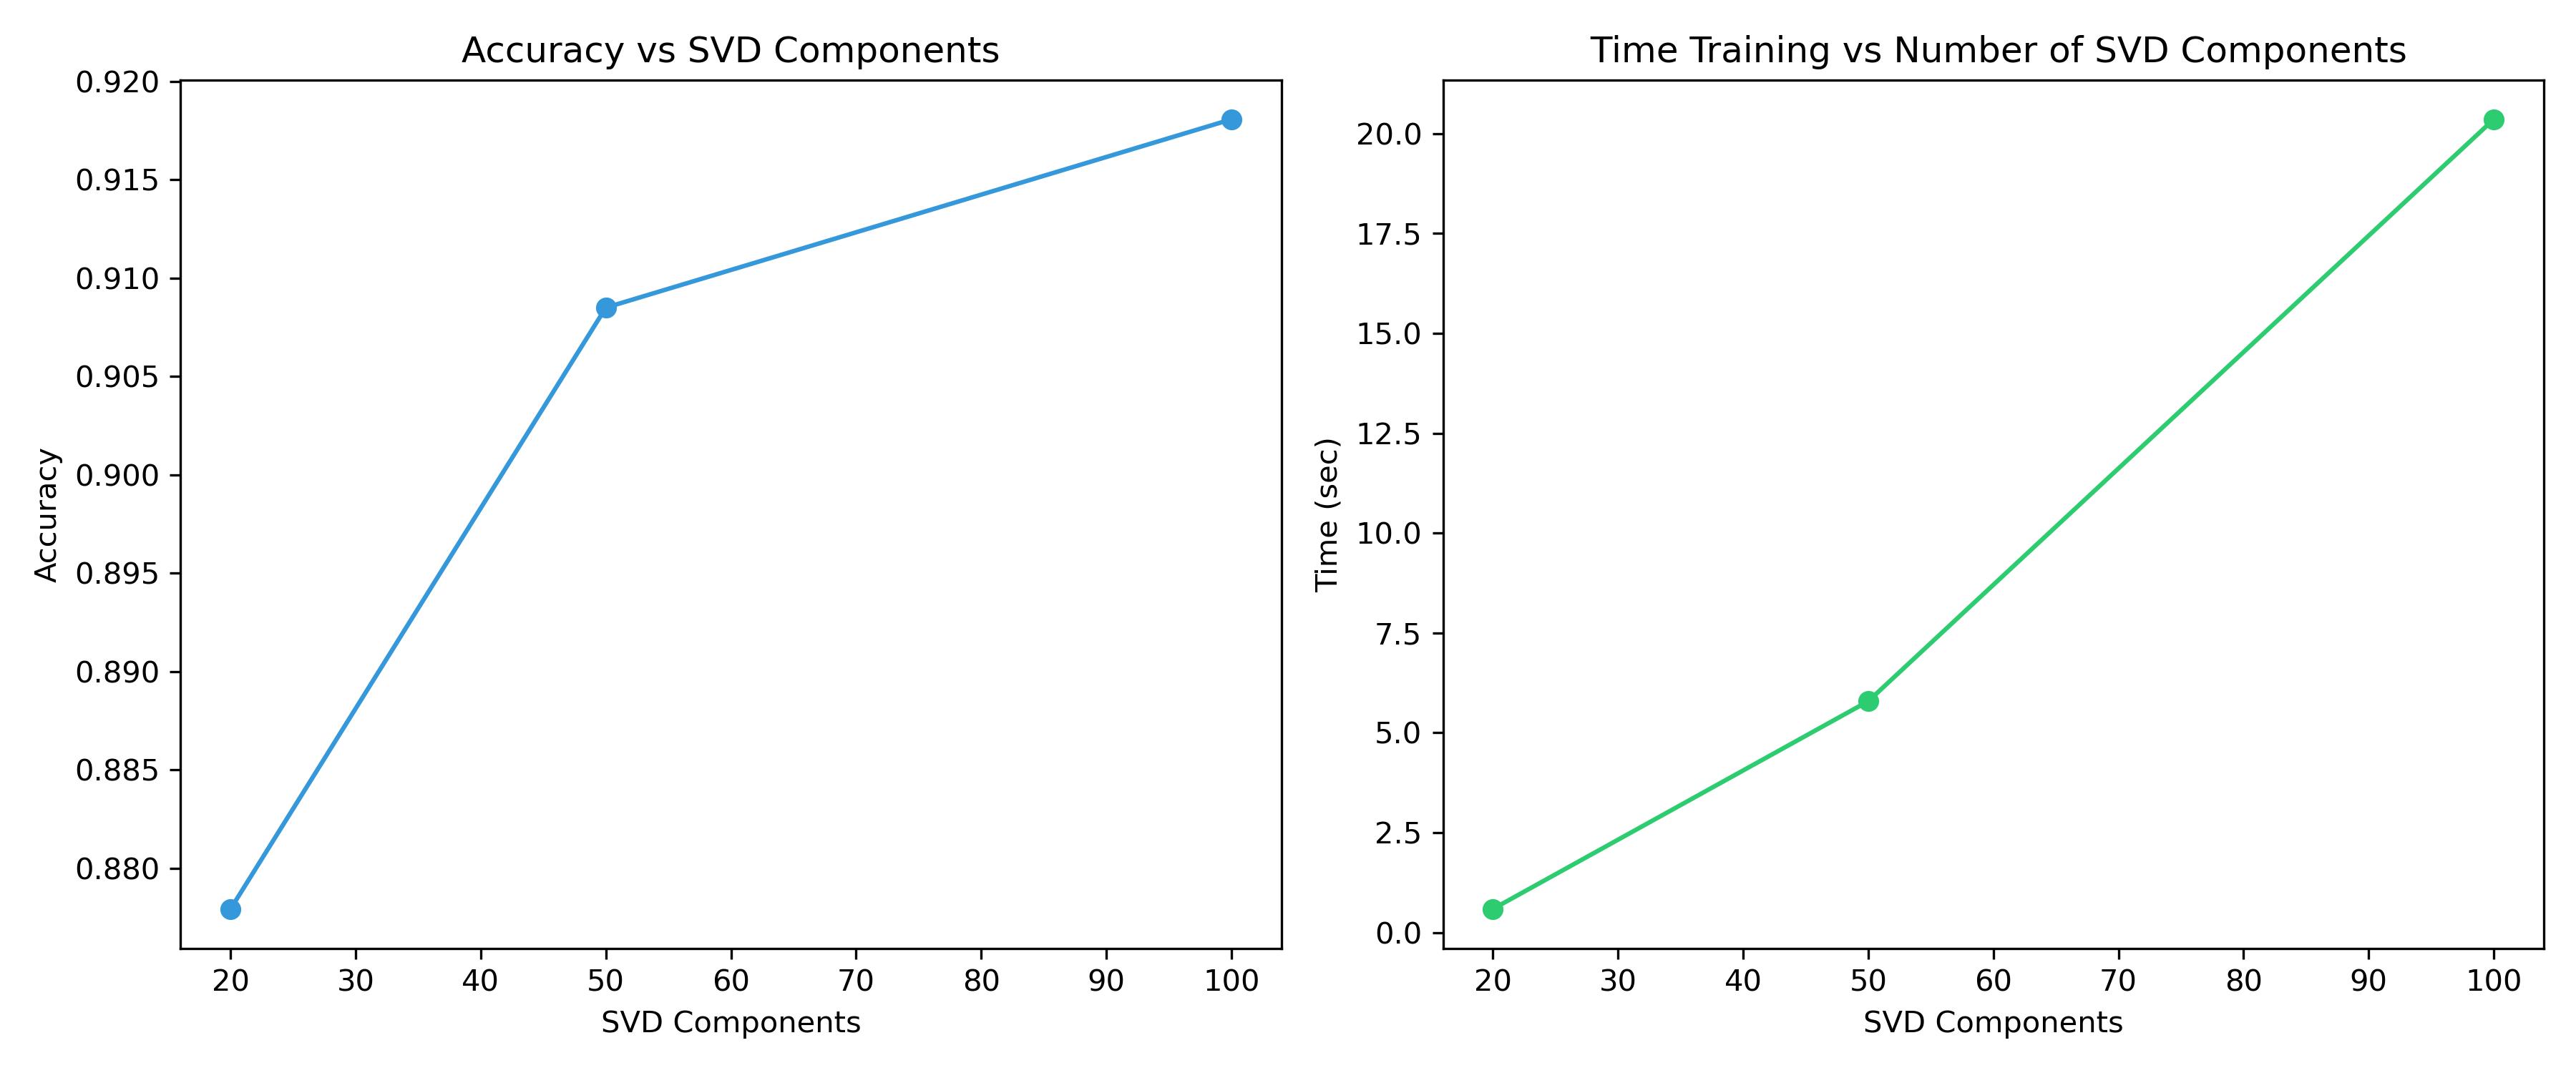 Accuracy vs SVD Components
0.920
0.915
0.910
0.905
0.900
0.895
0.890
0.885
0.880
Accuracy
20 30 40 50 60 70 80 90 100
SVD Components
Time Training vs Number of SVD Components
20.0
17.5
15.0
12.5
10.0
7.5
5.0
2.5
0.0
Time (sec)
20 30 40 50 60 70 80 90 100
SVD Components